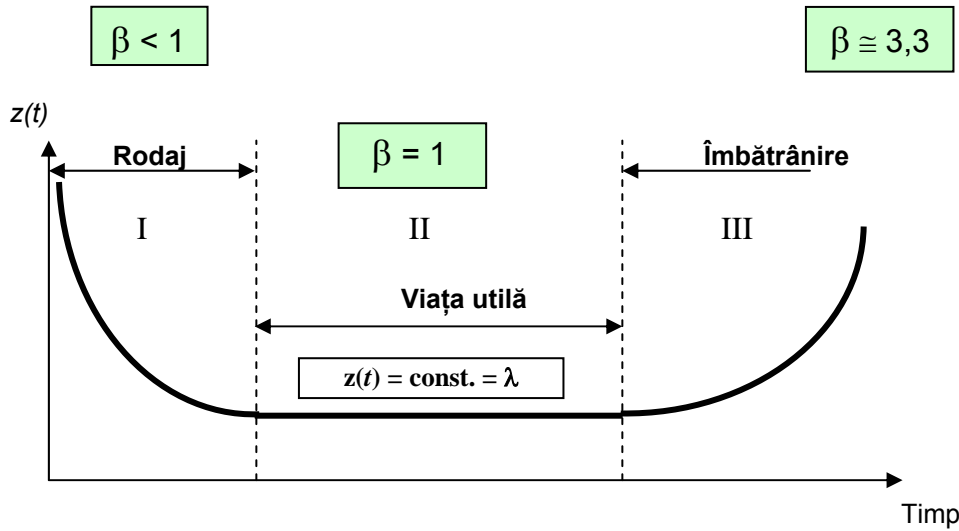 β < 1
β ≅ 3,3
z(t)
Rodaj
β = 1
Îmbătrânire
I
II
III
Viața utilă
z(t) = const. = λ
Timp